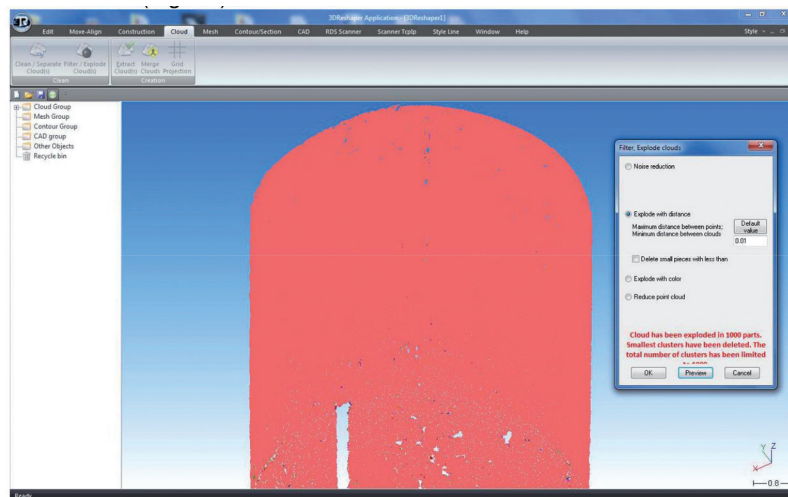 3DReshaper Application - [3DReshaper1]
Edit Move-Align Construction Cloud Mesh Contour/Section CAD RDS Scanner Scanner Tcplp Style Line Window Help Style
Clean / Separate Filter / Explode Extract Merge Grid
Cloud(s) Cloud(s) Cloud(s) Clouds Projection
Clean Creation
Cloud Group
Mesh Group
Contour Group
CAD group
Other Objects
Recycle bin
Filter, Explode clouds
Noise reduction
Explode with distance
Maximum distance between points;
Minimum distance between clouds
Default
value
0.01
Delete small pieces with less than
Explode with color
Reduce point cloud
Cloud has been exploded in 1000 parts.
Smallest clusters have been deleted. The
total number of clusters has been limited
OK Preview Cancel
Y Z
X
0.8
Ready